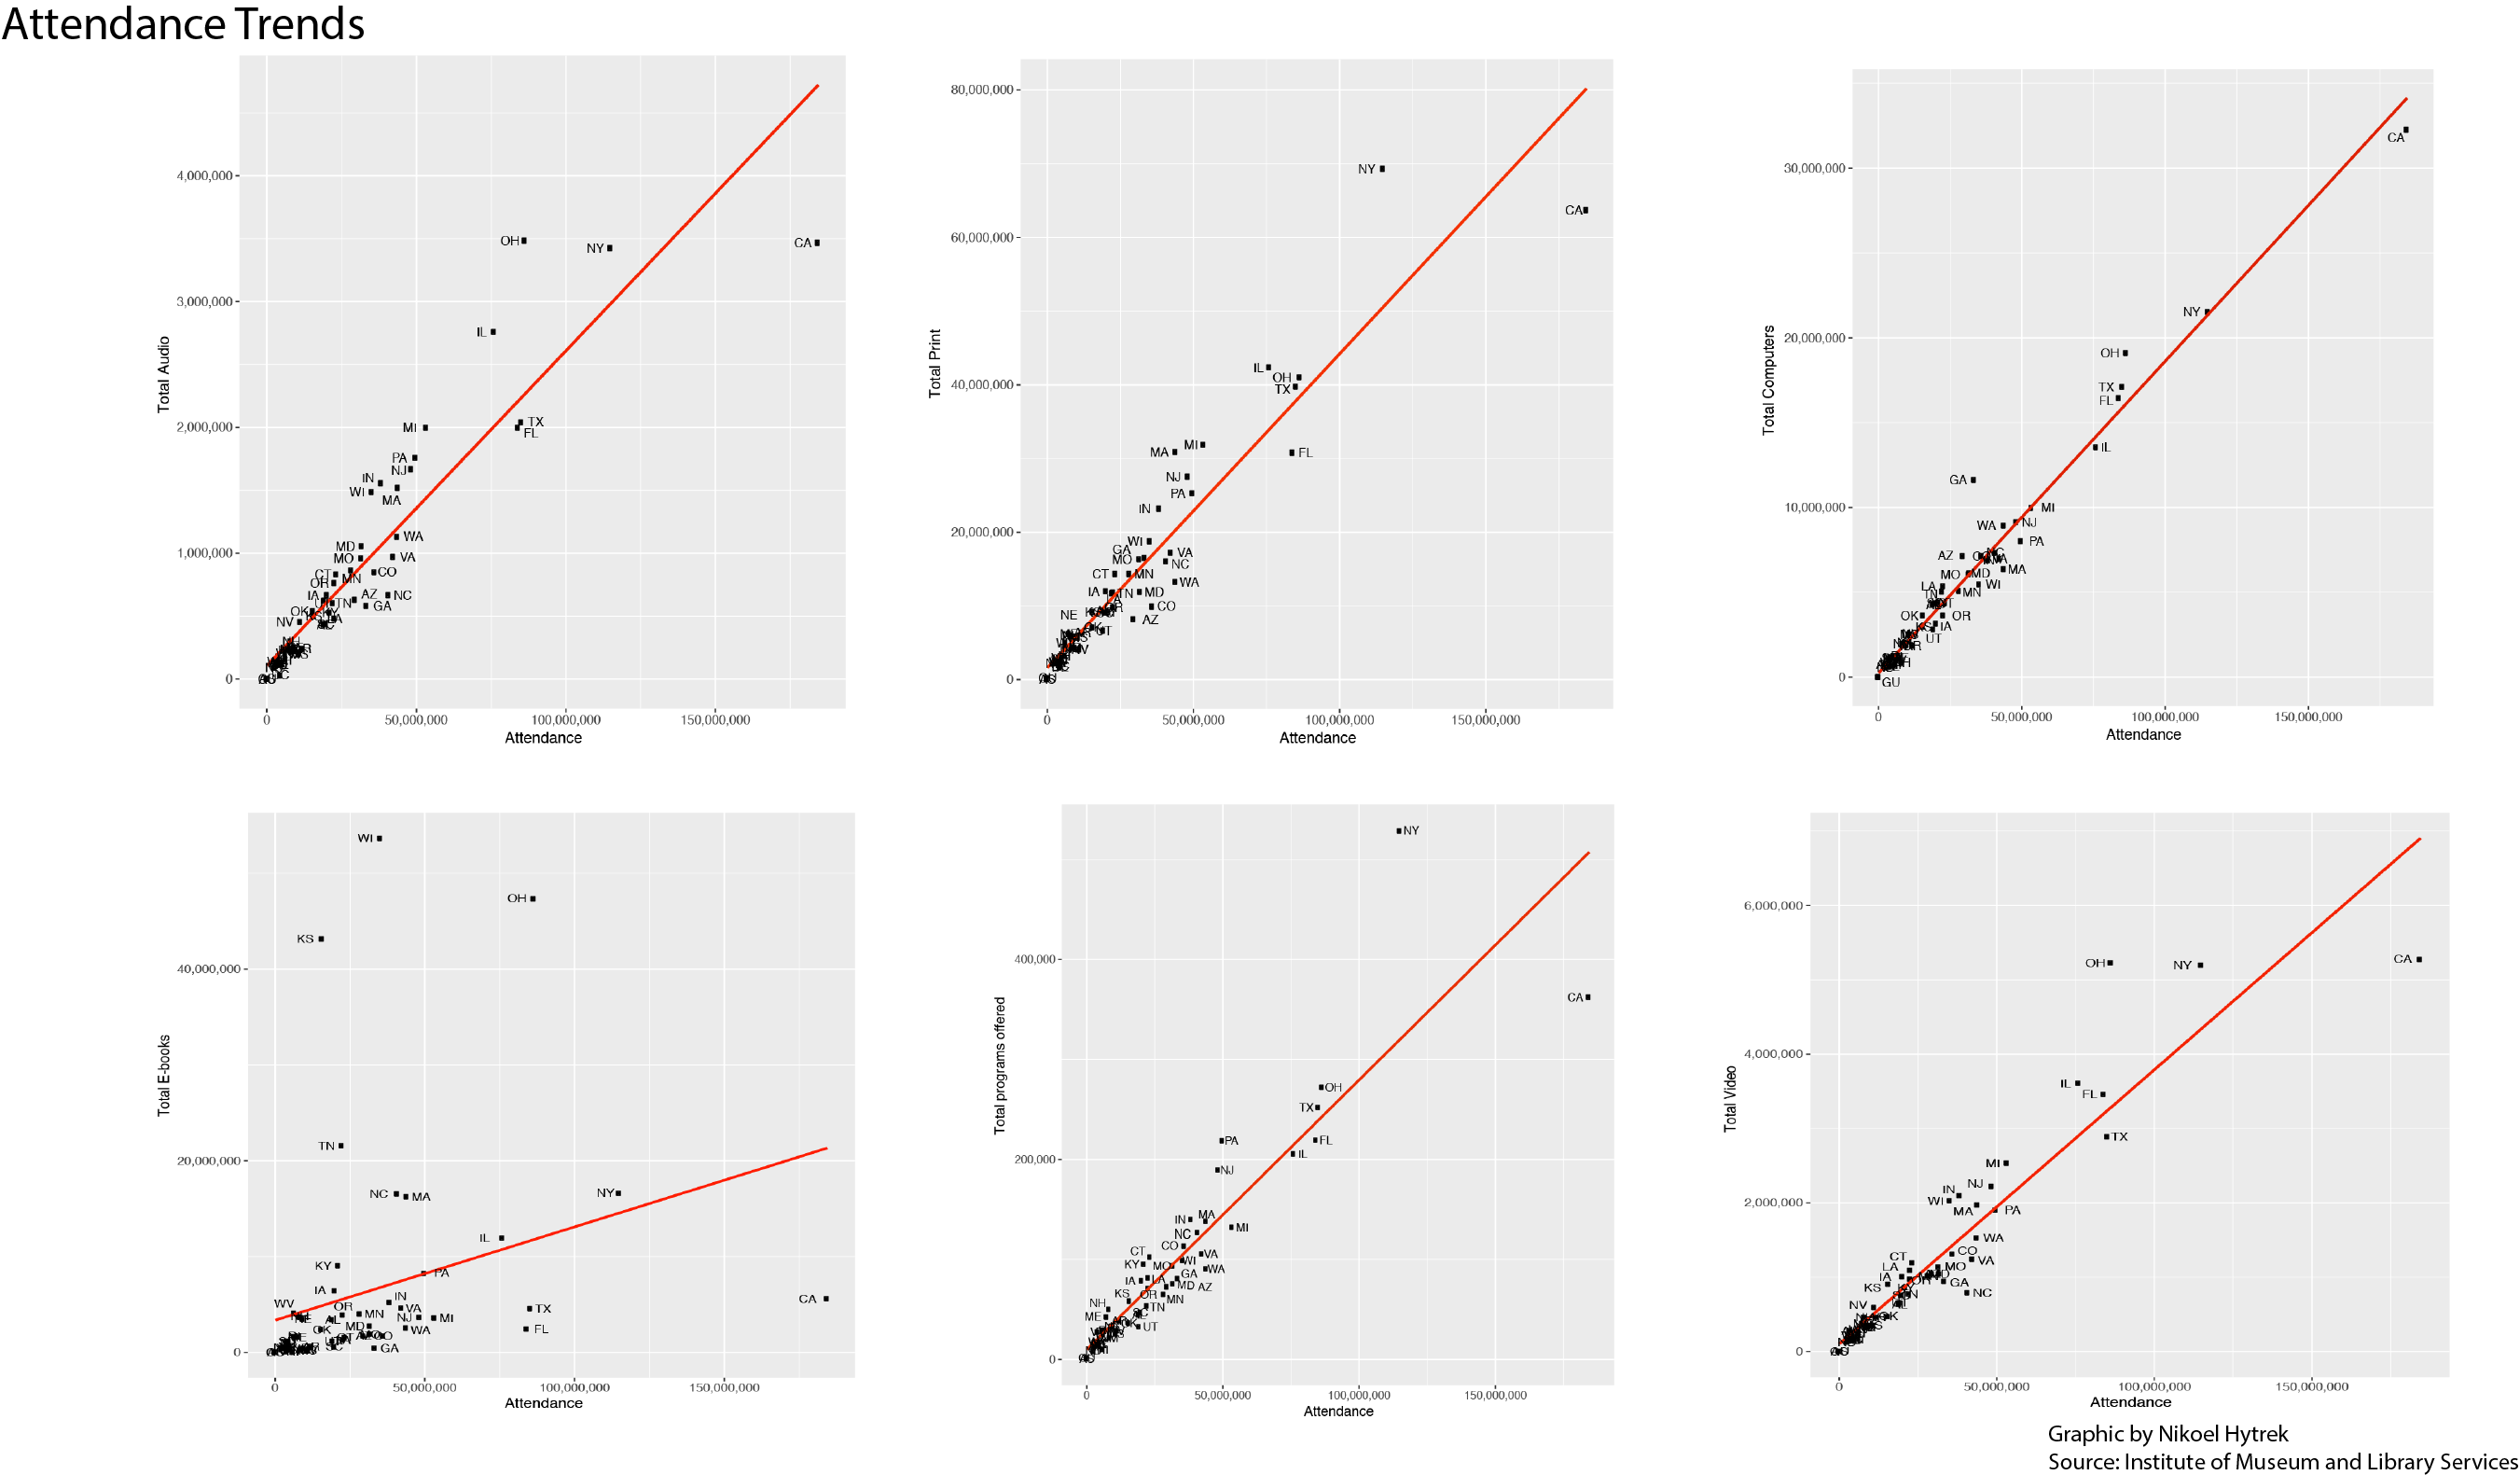 Attendance Trends
4,000,000
3,000,000
2,000,000
1,000,000
0
Total Audio
OH
NY
CA
IL
MI
TX
FL
PA
NJ
IN
WI
MA
WA
MD
MO
VA
CT
MN
CO
OR
IA
AZ
NC
TN
GA
OK
NV
0 50,000,000 100,000,000 150,000,000
Attendance
80,000,000
60,000,000
40,000,000
20,000,000
0
Total Print
NY
CA
IL
OH
TX
MI
MA
FL
NJ
PA
IN
WI
GA
MO
VA
NC
CT
MN
WA
IA
TN
MD
CO
NE
AZ
0 50,000,000 100,000,000 150,000,000
Attendance
30,000,000
20,000,000
10,000,000
0
Total Computers
CA
NY
OH
TX
FL
IL
GA
MI
WA
NJ
PA
AZ
MA
MO
MD
WI
LA
MN
OK
OR
IA
UT
GU
0 50,000,000 100,000,000 150,000,000
Attendance
40,000,000
20,000,000
0
Total E-books
WI
OH
KS
TN
NC
MA
NY
IL
KY
PA
IA
IN
CA
WV
OR
MN
VA
TX
NJ
MI
AL
MD
WA
FL
GA
0 50,000,000 100,000,000 150,000,000
Attendance
400,000
200,000
0
Total programs offered
NY
CA
OH
TX
PA
FL
IL
NJ
IN
MA
MI
NC
CO
CT
VA
KY
MO
WI
WA
GA
IA
LA
MD
AZ
KS
OR
MN
NH
TN
ME
UT
0 50,000,000 100,000,000 150,000,000
Attendance
6,000,000
4,000,000
2,000,000
0
Total Video
OH
NY
CA
IL
FL
TX
MI
NJ
IN
WI
MA
PA
WA
CO
CT
VA
LA
MO
IA
KS
GA
NC
NV
0 50,000,000 100,000,000 150,000,000
Attendance
Graphic by Nikoel Hytrek
Source: Institute of Museum and Library Services